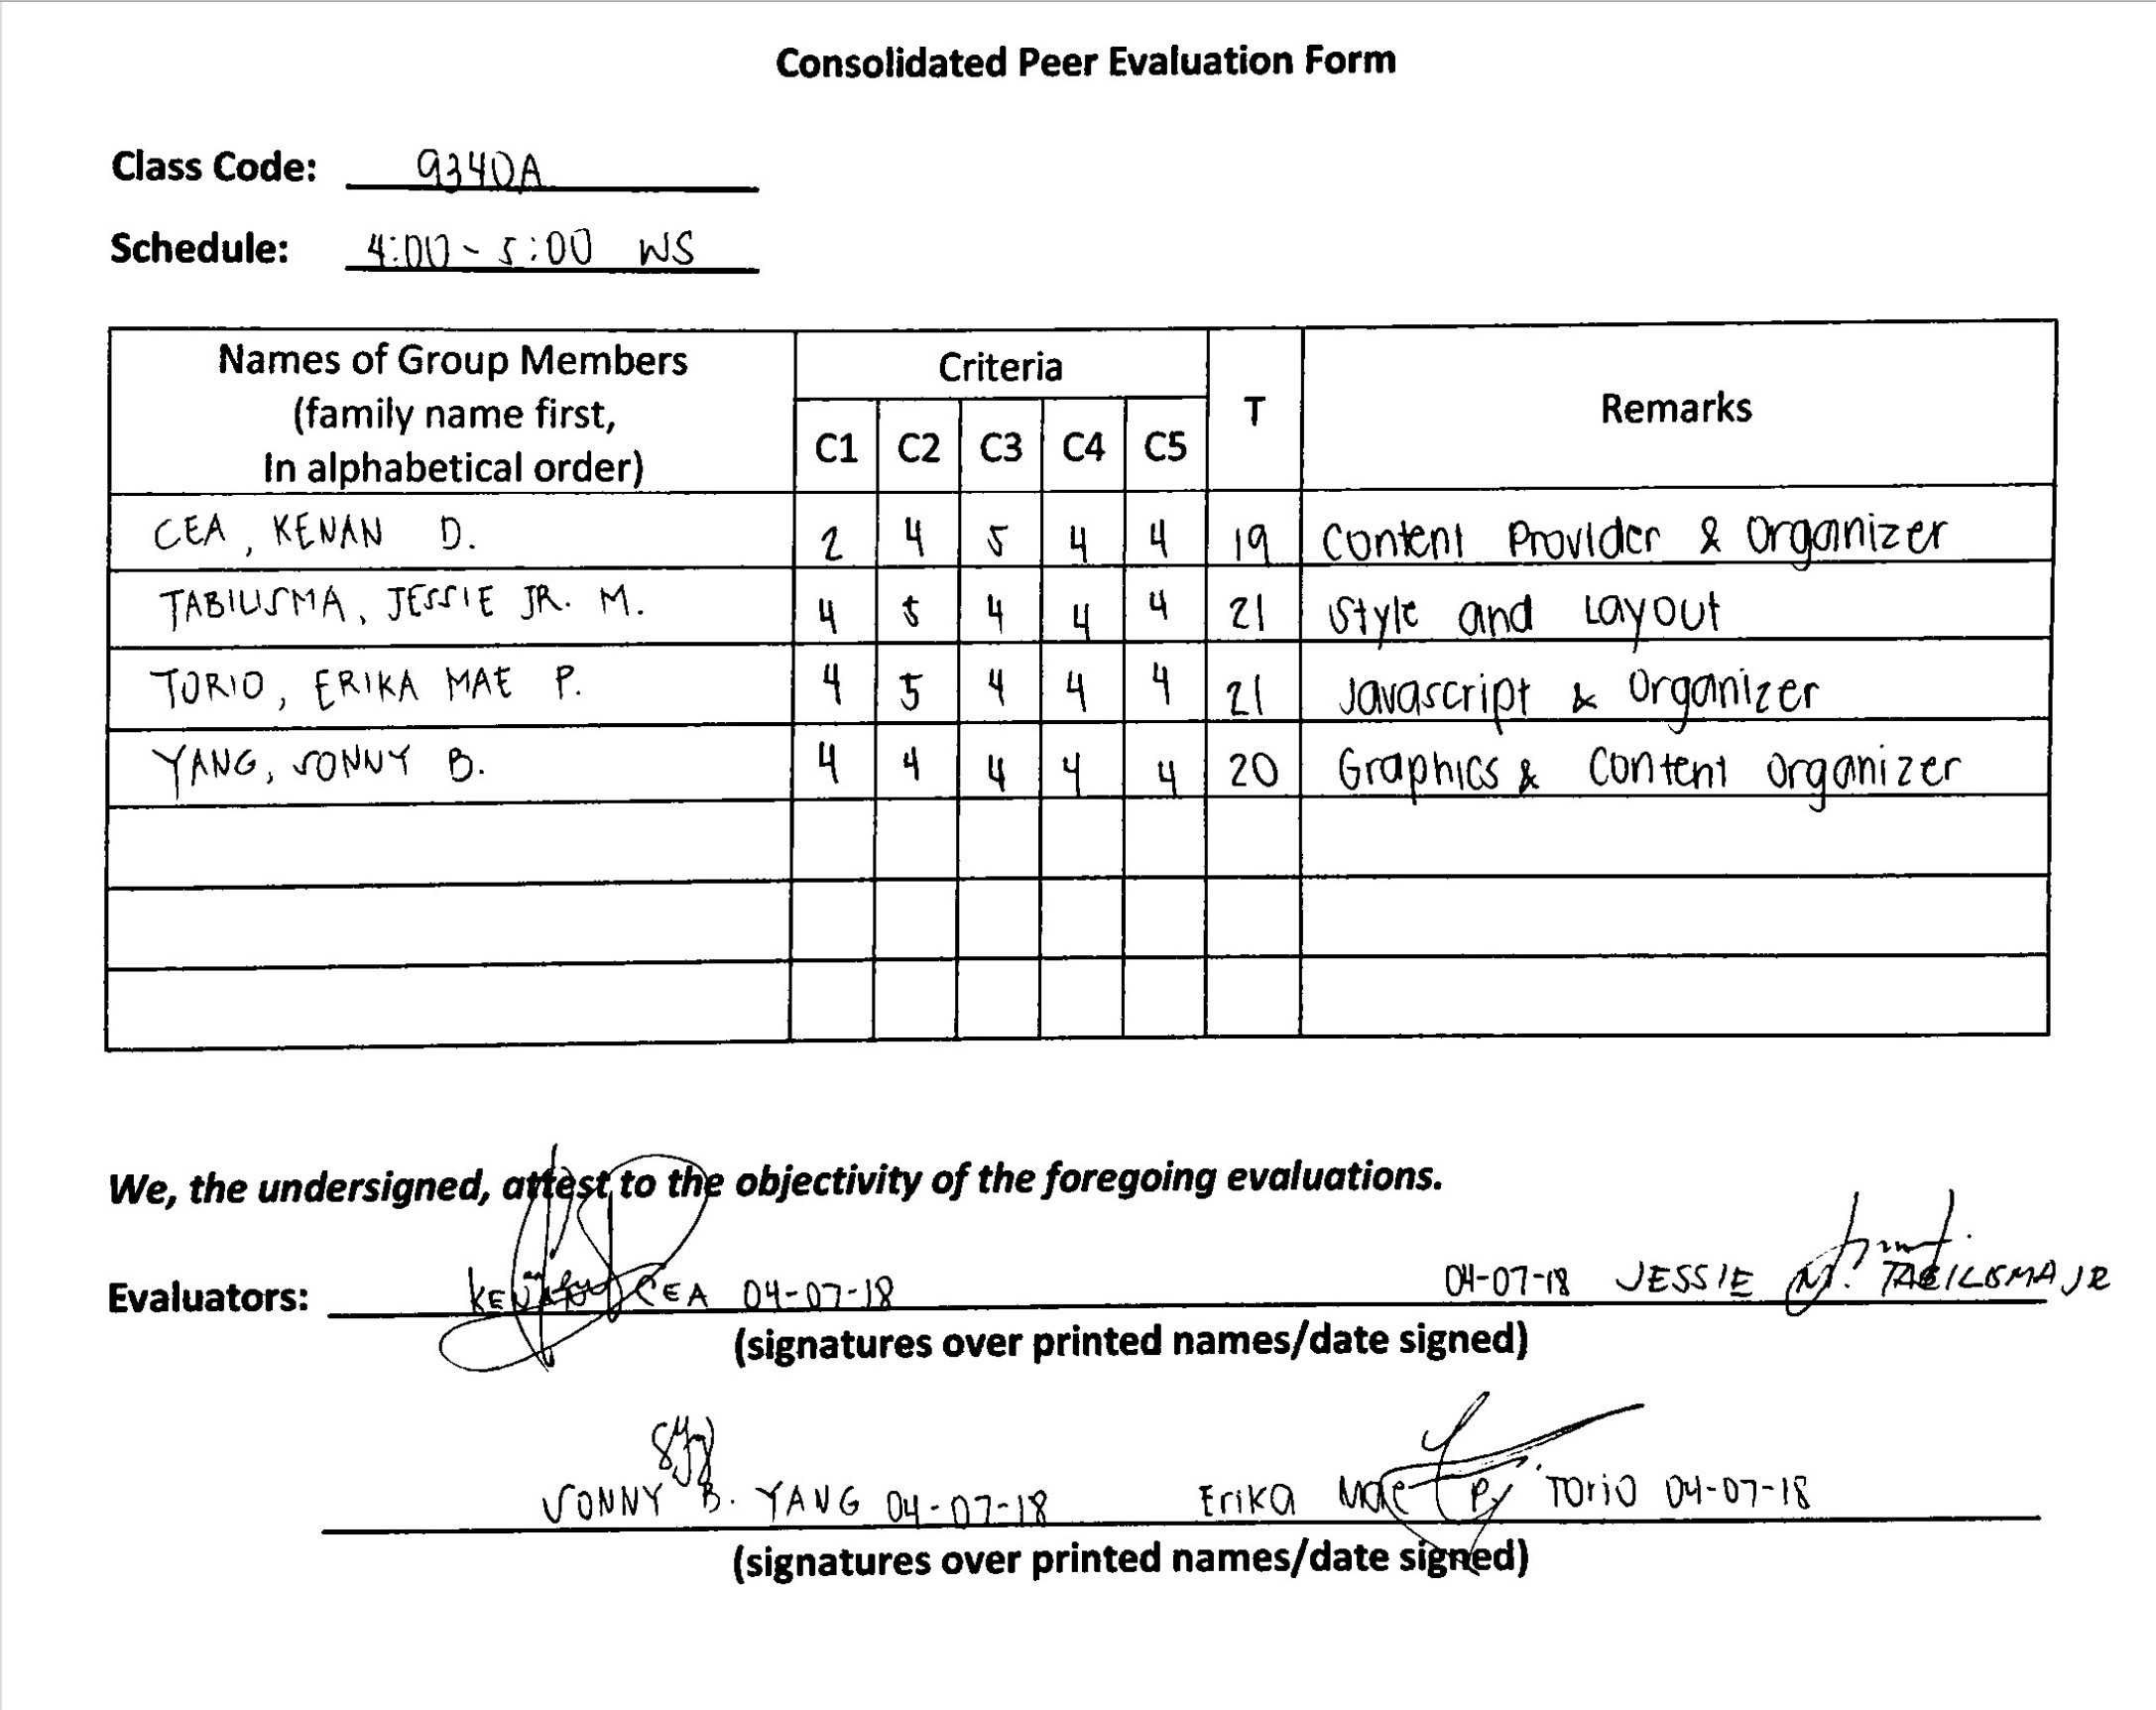 Consolidated Peer Evaluation Form
Class Code: 9340A
Schedule: 4:00 - 5:00 WS
Names of Group Members
(family name first,
In alphabetical order)
Criteria
T
Remarks
C1 C2 C3 C4 C5
CEA, KENAN D. 2 4 5 4 4 19 Content Provider & Organizer
TABILISMA, JESSIE JR. M. 4 5 4 4 4 21 Style and Layout
TORIO, ERIKA MAE P. 4 5 4 4 4 21 Javascript & Organizer
YANG, SONNY B. 4 4 4 4 4 20 Graphics & Content Organizer
We, the undersigned, attest to the objectivity of the foregoing evaluations.
Evaluators: KENAN CEA 04-07-18 04-07-18 JESSIE M. JR
(signatures over printed names/date signed)
SONNY B. YANG 04-07-18 Erika Mae P. Torio 04-07-18
(signatures over printed names/date signed)